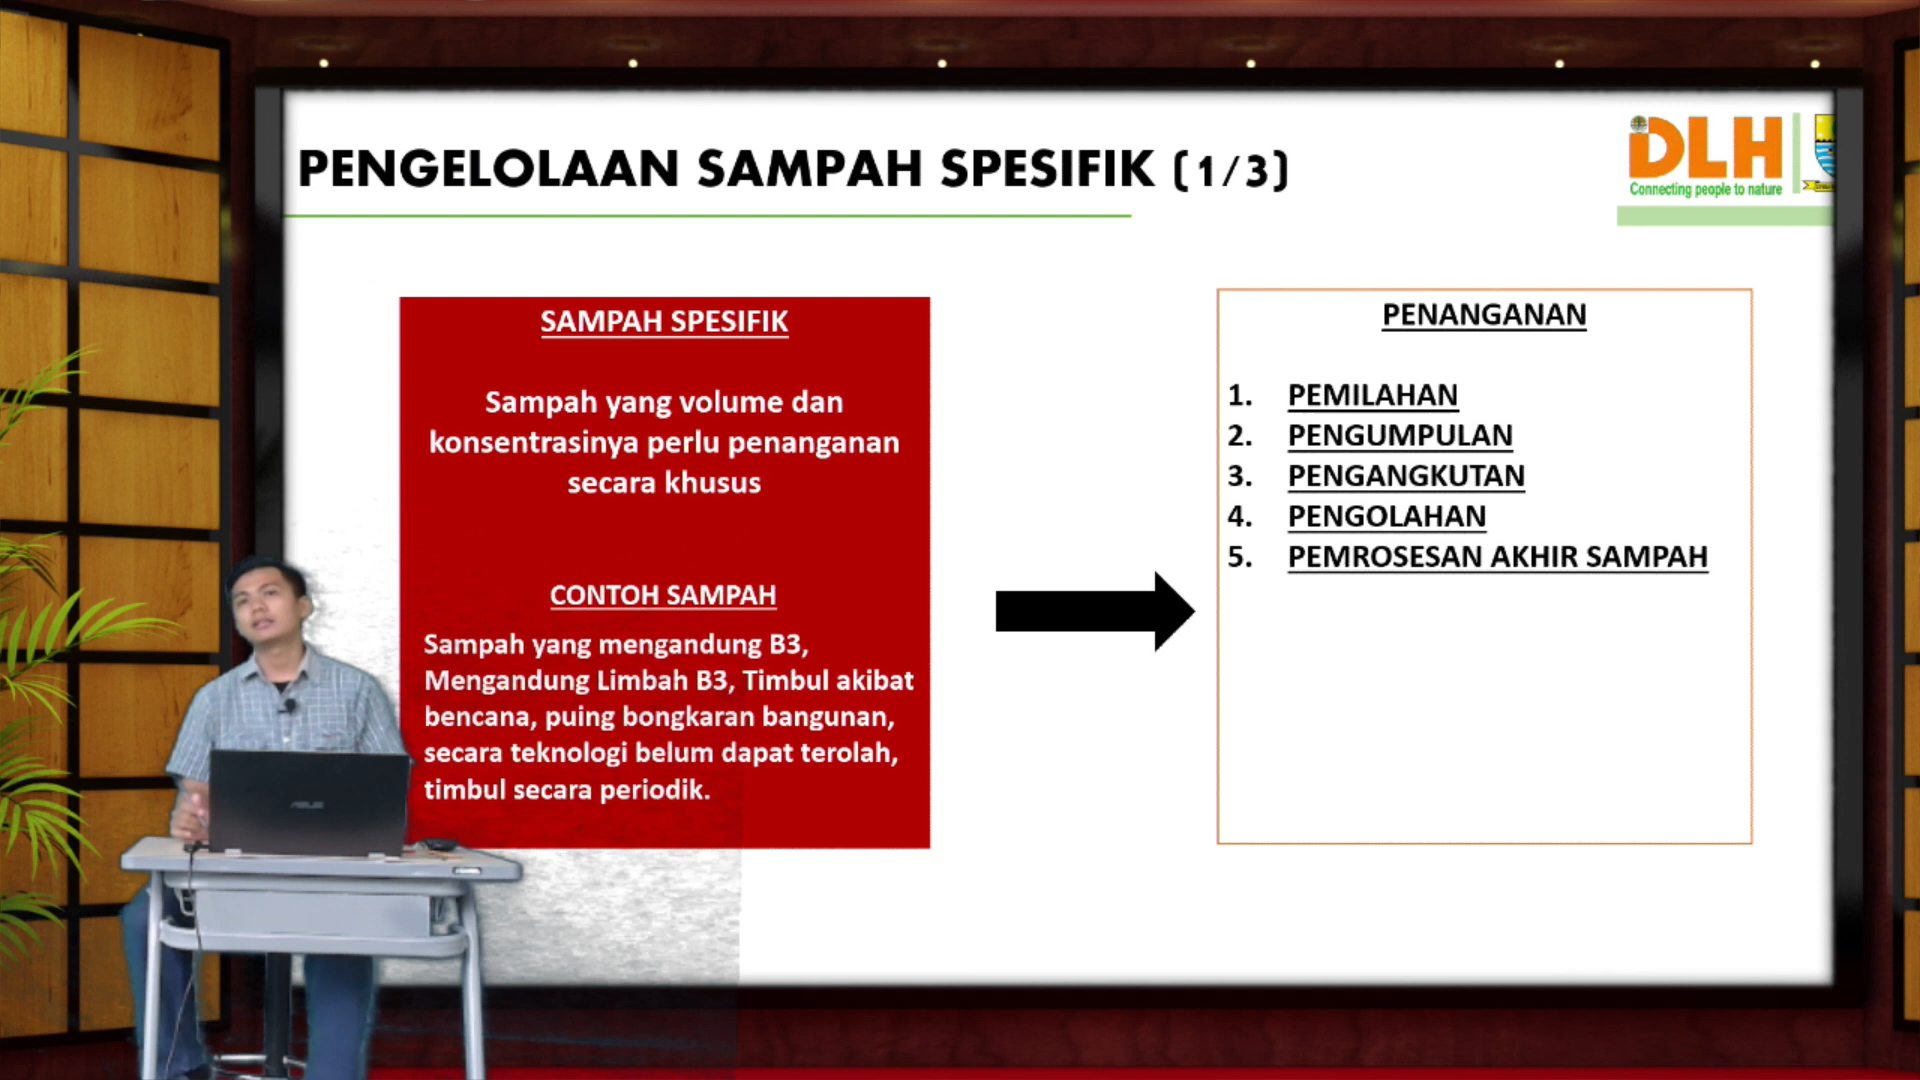 PENGELOLAAN SAMPAH SPESIFIK (1/3)
DLH
Connecting people to nature
SAMPAH SPESIFIK
Sampah yang volume dan
konsentrasinya perlu penanganan
secara khusus
CONTOH SAMPAH
Sampah yang mengandung B3,
Mengandung Limbah B3, Timbul akibat
bencana, puing bongkaran bangunan,
secara teknologi belum dapat terolah,
timbul secara periodik.
PENANGANAN
1. PEMILAHAN
2. PENGUMPULAN
3. PENGANGKUTAN
4. PENGOLAHAN
5. PEMROSESAN AKHIR SAMPAH
ASUS